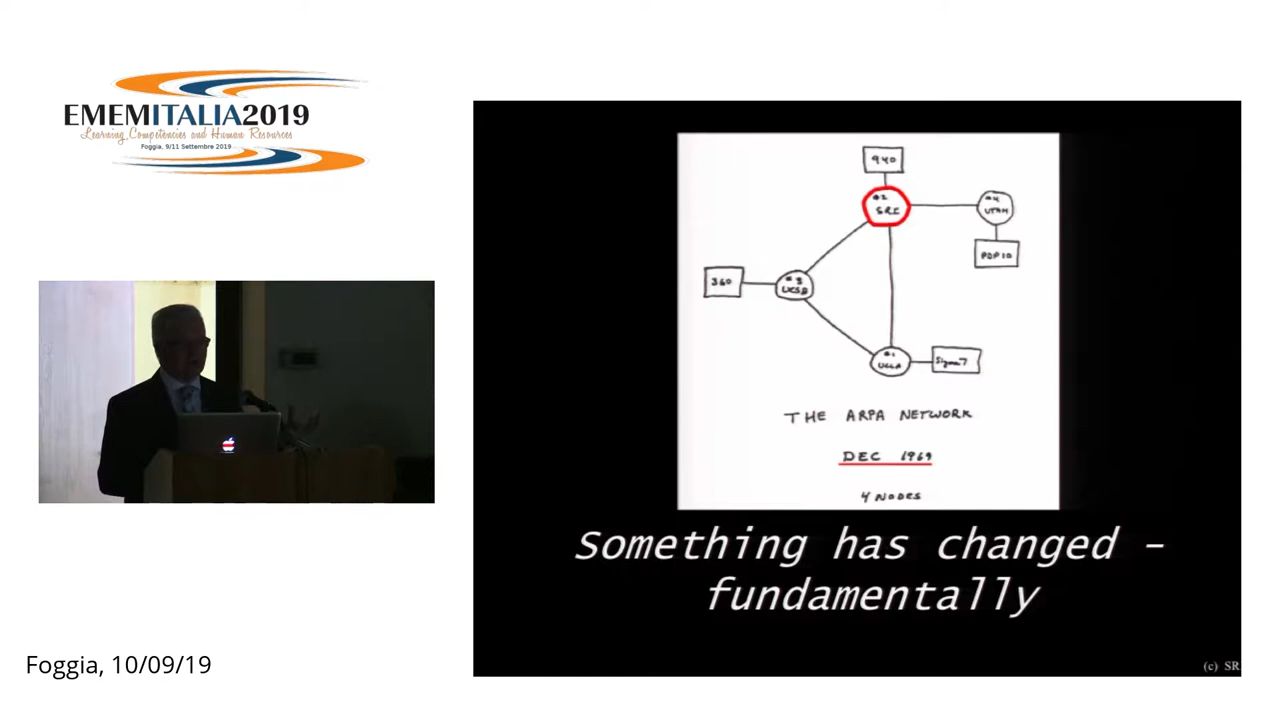 EMEMITALIA2019
Learning, Competencies and Human Resources
Foggia, 9/11 Settembre 2019
940
#2
SRI
#4
UTAH
PDP 10
360
#3
UCSB
#1
UCLA
Sigma 7
THE ARPA NETWORK
DEC 1969
4 NODES
Something has changed –
fundamentally
Foggia, 10/09/19
(c) SR